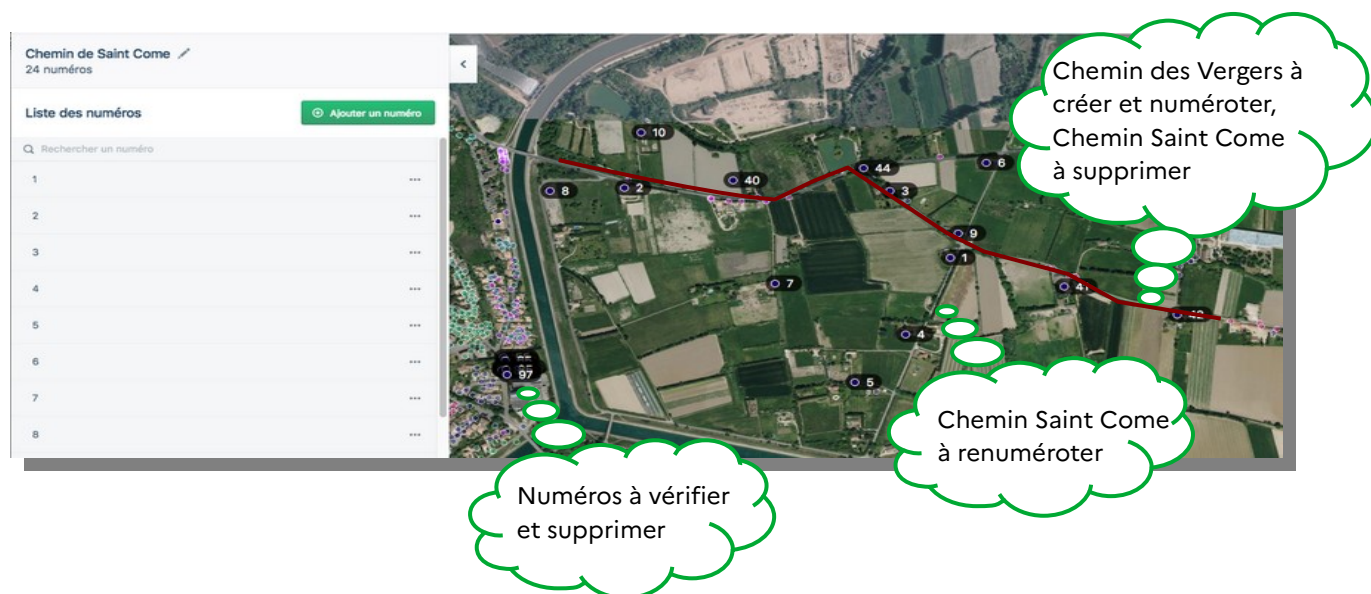 Chemin de Saint Come
24 numéros
Liste des numéros
Ajouter un numéro
Rechercher un numéro
1
2
3
4
5
6
7
8
10
8
2
40
44
6
3
9
1
7
41
42
4
5
97
Chemin des Vergers à
créer et numéroter,
Chemin Saint Come
à supprimer
Chemin Saint Come
à renuméroter
Numéros à vérifier
et supprimer